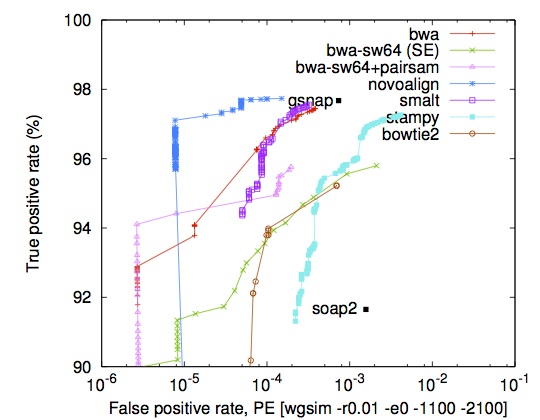 100
98
96
94
92
90
True positive rate (%)
bwa
bwa-sw64 (SE)
bwa-sw64+pairsam
novoalign
gsnap
smalt
stampy
bowtie2
soap2
10-6
10-5
10-4
10-3
10-2
10-1
False positive rate, PE [wgsim -r0.01 -e0 -1100 -2100]